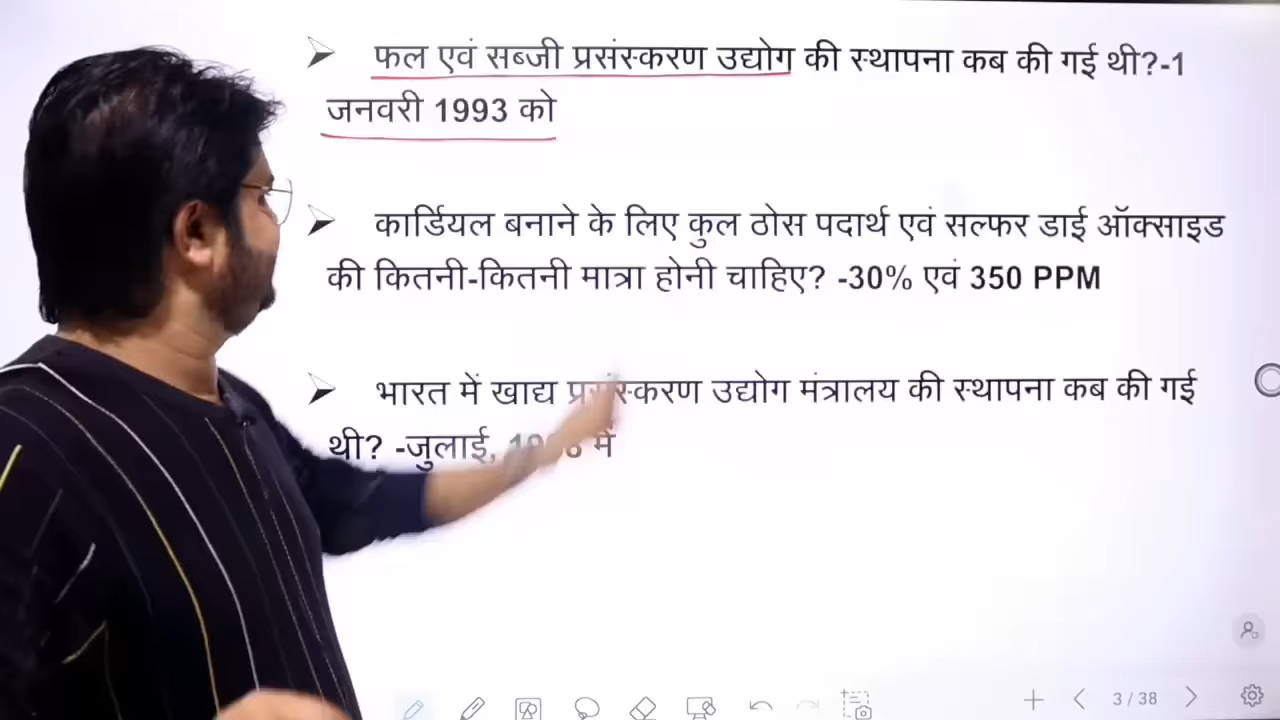 ➢ फल एवं सब्जी प्रसंस्करण उद्योग की स्थापना कब की गई थी?-1
जनवरी 1993 को
➢ कार्डियल बनाने के लिए कुल ठोस पदार्थ एवं सल्फर डाई ऑक्साइड
की कितनी-कितनी मात्रा होनी चाहिए? -30% एवं 350 PPM
➢ भारत में खाद्य प्रसंस्करण उद्योग मंत्रालय की स्थापना कब की गई
थी? -जुलाई, में
3 / 38